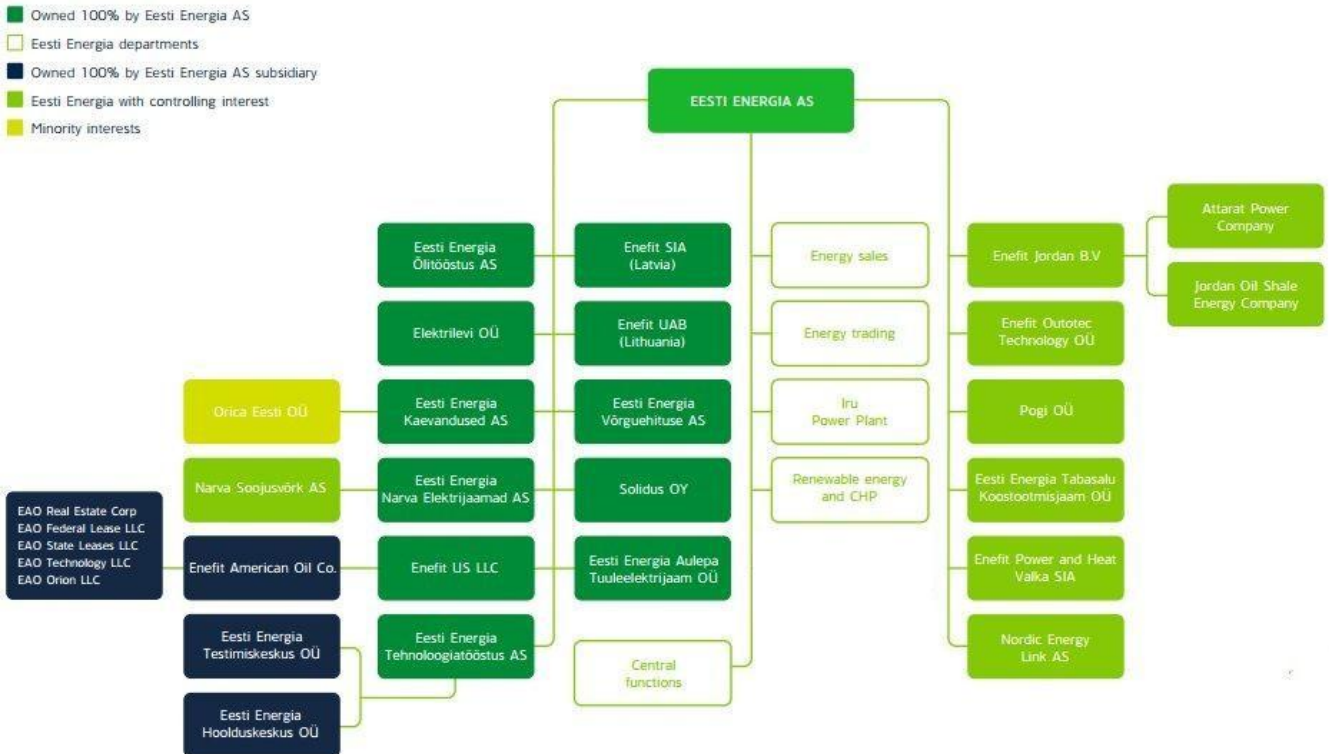 Owned 100% by Eesti Energia AS
Eesti Energia departments
Owned 100% by Eesti Energia AS subsidiary
Eesti Energia with controlling interest
Minority interests
EESTI ENERGIA AS
Attarat Power
Company
Jordan Oil Shale
Energy Company
Eesti Energia
Õlitööstus AS
Enefit SIA
(Latvia)
Energy sales
Enefit Jordan B.V
Elektrilevi OÜ
Enefit UAB
(Lithuania)
Energy trading
Enefit Outotec
Technology OÜ
Orica Eesti OÜ
Eesti Energia
Kaevandused AS
Eesti Energia
Võrguehituse AS
Iru
Power Plant
Pogi OÜ
Narva Soojusvõrk AS
Eesti Energia
Narva Elektrijaamad AS
Solidus OY
Renewable energy
and CHP
Eesti Energia Tabasalu
Koostootmisjaam OÜ
EAO Real Estate Corp
EAO Federal Lease LLC
EAO State Leases LLC
EAO Technology LLC
EAO Orion LLC
Enefit American Oil Co.
Enefit US LLC
Eesti Energia Aulepa
Tuuleelektrijaam OÜ
Enefit Power and Heat
Valka SIA
Eesti Energia
Testimiskeskus OÜ
Eesti Energia
Tehnoloogiatööstus AS
Central
functions
Nordic Energy
Link AS
Eesti Energia
Hoolduskeskus OÜ